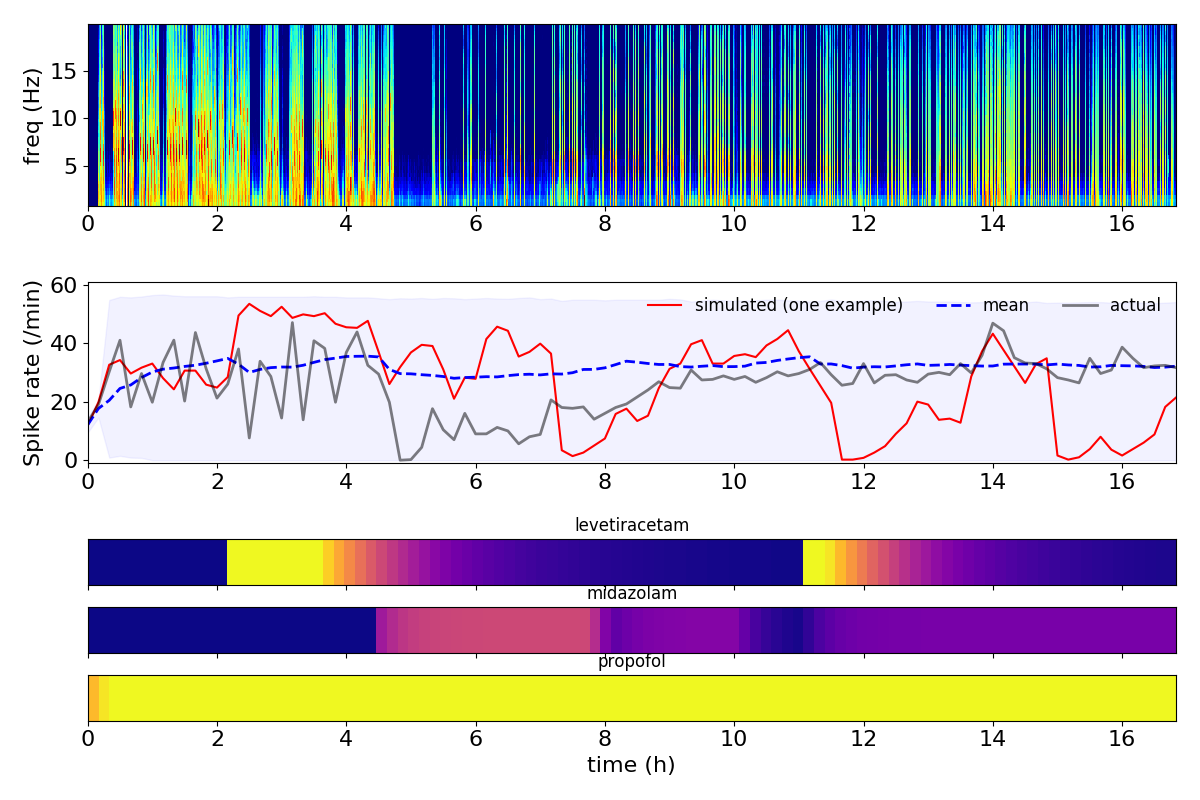 freq (Hz)
15
10
5
0 2 4 6 8 10 12 14 16
Spike rate (/min)
60
40
20
0
simulated (one example) mean actual
0 2 4 6 8 10 12 14 16
levetiracetam
midazolam
propofol
0 2 4 6 8 10 12 14 16
time (h)